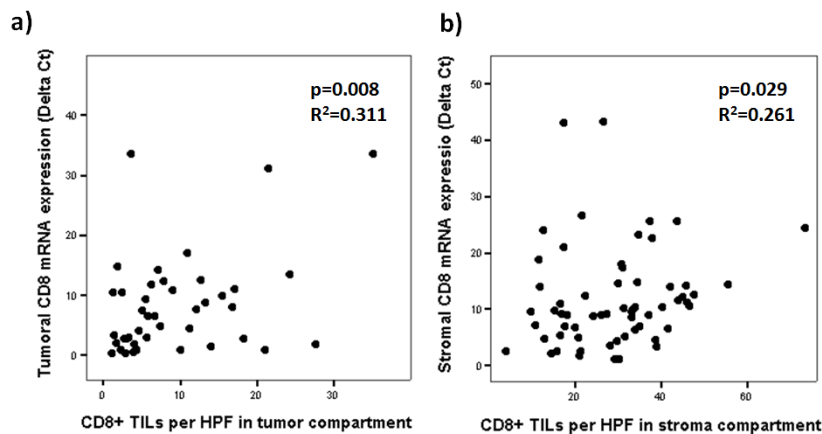 a)
Tumoral CD8 mRNA expression (Delta Ct)
40
30
20
10
0
p=0.008
R²=0.311
0
10
20
30
CD8+ TILs per HPF in tumor compartment
b)
Stromal CD8 mRNA expressio (Delta Ct)
50
40
30
20
10
0
p=0.029
R²=0.261
20
40
60
CD8+ TILs per HPF in stroma compartment